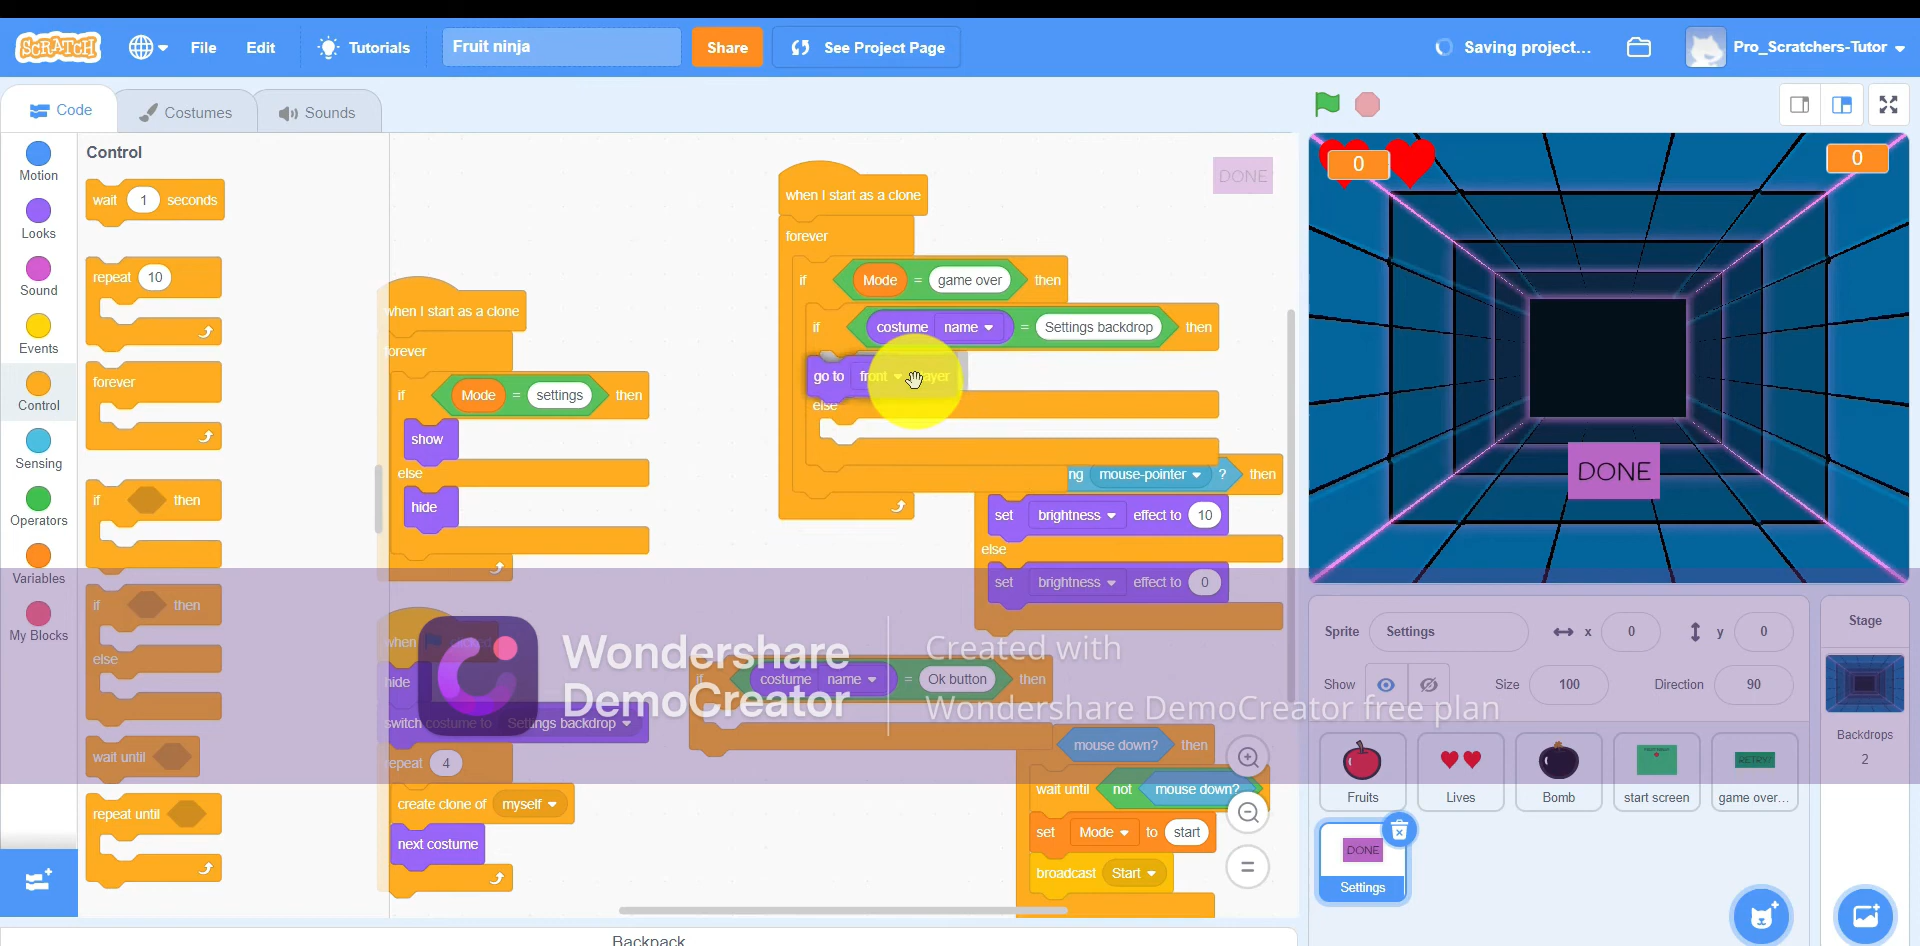 SCRATCH
File
Edit
Tutorials
Fruit ninja
Share
See Project Page
Saving project...
Pro_Scratchers-Tutor
Code
Costumes
Sounds
Motion
Looks
Sound
Events
Control
Sensing
Operators
Variables
My Blocks
Control
wait 1 seconds
repeat 10
forever
if then
if then
else
wait until
repeat until
when I start as a clone
forever
if Mode = settings then
show
else
hide
when clicked
hide
switch costume to Settings backdrop
repeat 4
create clone of myself
next costume
DONE
when I start as a clone
forever
if Mode = game over then
if costume name = Settings backdrop then
go to front layer
else
mouse-pointer ? then
set brightness effect to 10
else
set brightness effect to 0
if costume name = Ok button then
mouse down? then
wait until not mouse down?
set Mode to start
broadcast Start
Wondershare
DemoCreator
Created with
Wondershare DemoCreator free plan
Backpack
0
0
DONE
Sprite Settings x 0 y 0
Show Size 100 Direction 90
Fruits
Lives
Bomb
start screen
RETRY!
game over...
DONE
Settings
Stage
Backdrops
2